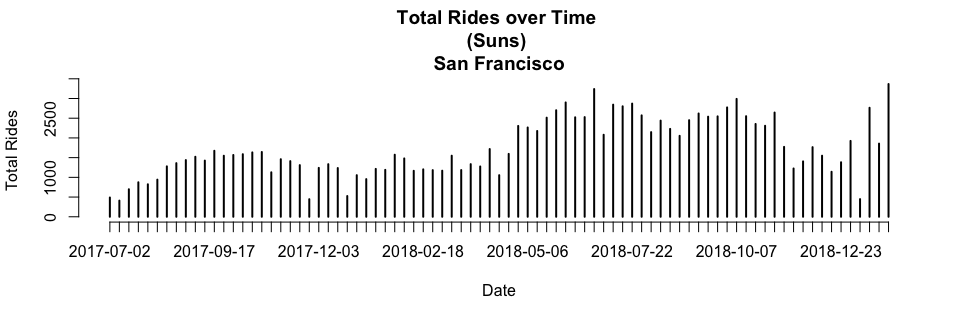 Total Rides over Time
(Suns)
San Francisco
Total Rides
2500
1000
0
2017-07-02 2017-09-17 2017-12-03 2018-02-18 2018-05-06 2018-07-22 2018-10-07 2018-12-23
Date